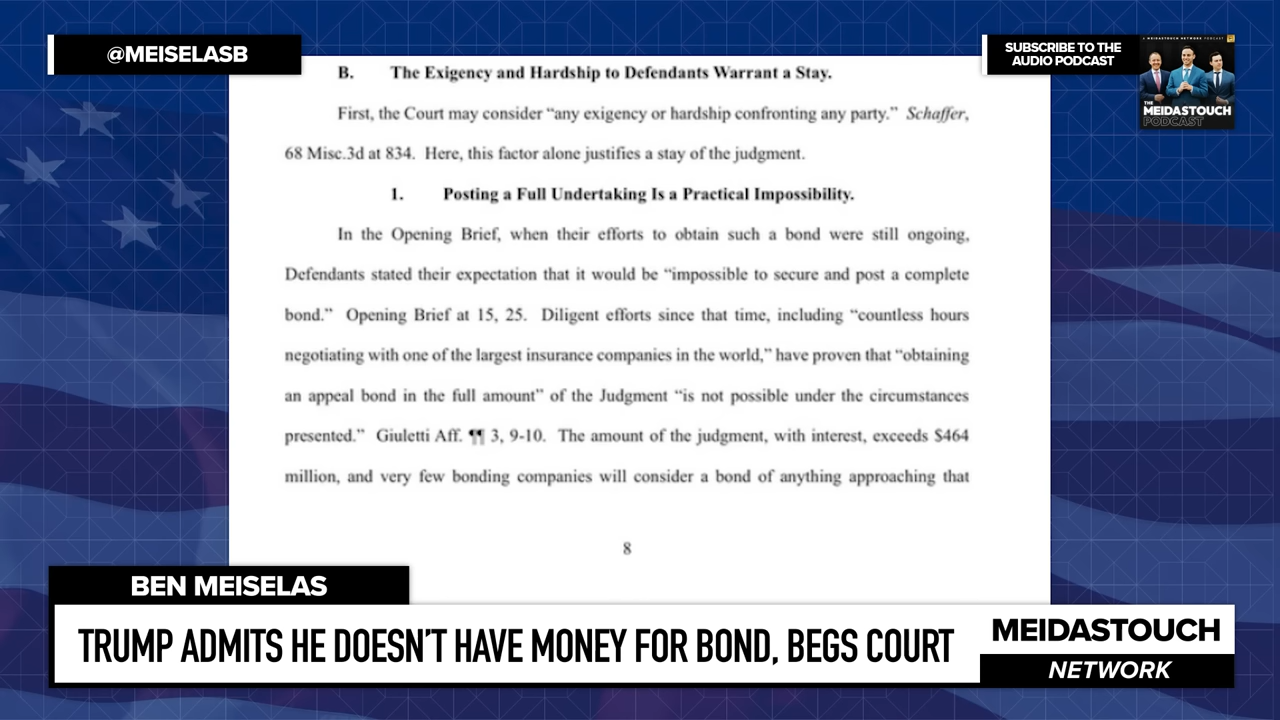 @MEISELASB
SUBSCRIBE TO THE
AUDIO PODCAST
A MEIDASTOUCH NETWORK PODCAST
THE
MEIDASTOUCH
PODCAST
B. The Exigency and Hardship to Defendants Warrant a Stay.
First, the Court may consider “any exigency or hardship confronting any party.” Schaffer,
68 Misc.3d at 834. Here, this factor alone justifies a stay of the judgment.
1. Posting a Full Undertaking Is a Practical Impossibility.
In the Opening Brief, when their efforts to obtain such a bond were still ongoing,
Defendants stated their expectation that it would be “impossible to secure and post a complete
bond.” Opening Brief at 15, 25. Diligent efforts since that time, including “countless hours
negotiating with one of the largest insurance companies in the world,” have proven that “obtaining
an appeal bond in the full amount” of the Judgment “is not possible under the circumstances
presented.” Giuletti Aff. ¶¶ 3, 9-10. The amount of the judgment, with interest, exceeds $464
million, and very few bonding companies will consider a bond of anything approaching that
8
BEN MEISELAS
TRUMP ADMITS HE DOESN’T HAVE MONEY FOR BOND, BEGS COURT
MEIDASTOUCH
NETWORK